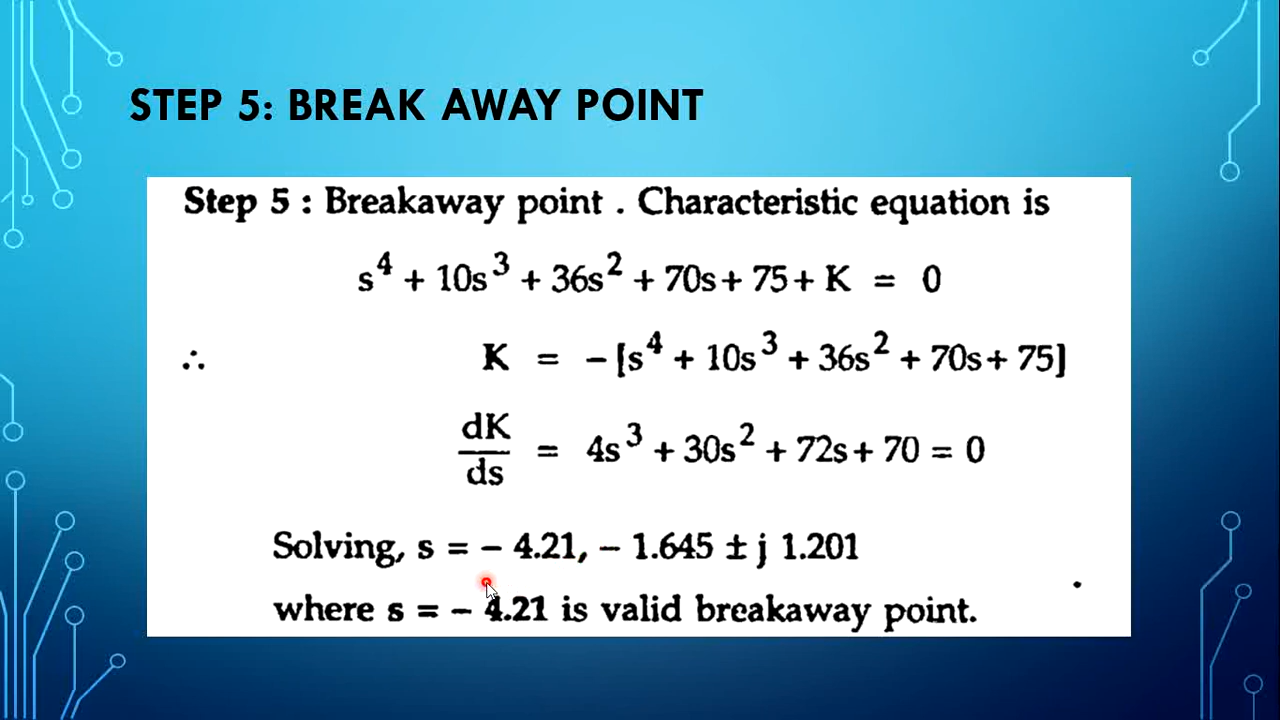 STEP 5: BREAK AWAY POINT
Step 5 : Breakaway point . Characteristic equation is
s⁴ + 10s³ + 36s² + 70s + 75 + K = 0
∴ K = − [s⁴ + 10s³ + 36s² + 70s + 75]
dK/ds = 4s³ + 30s² + 72s + 70 = 0
Solving, s = − 4.21, − 1.645 ± j 1.201
where s = − 4.21 is valid breakaway point.